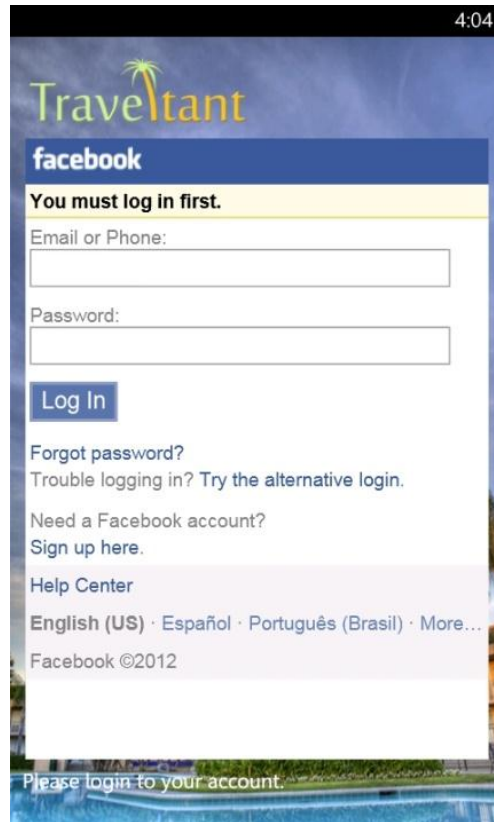 4:04
Traveltant
facebook
You must log in first.
Email or Phone:
Password:
Log In
Forgot password?
Trouble logging in? Try the alternative login.
Need a Facebook account?
Sign up here.
Help Center
English (US) · Español · Português (Brasil) · More...
Facebook ©2012
Please login to your account.